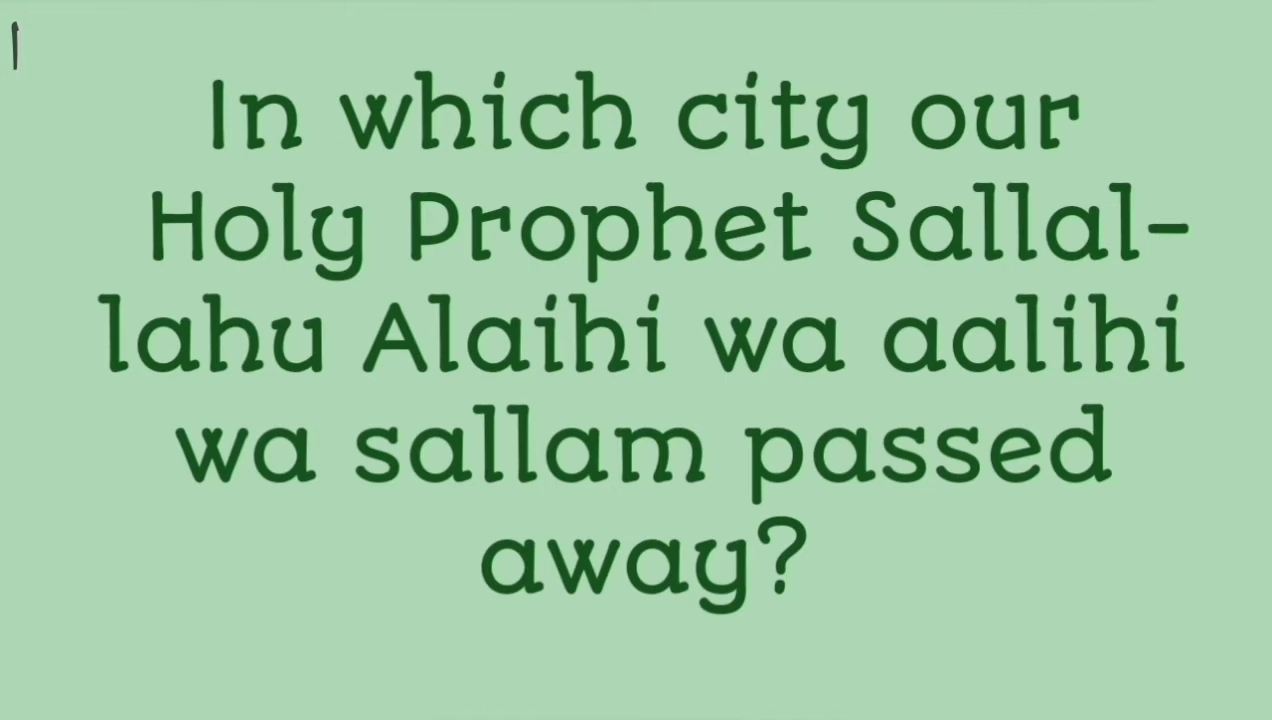 In which city our
Holy Prophet Sallal-
lahu Alaihi wa aalihi
wa sallam passed
away?